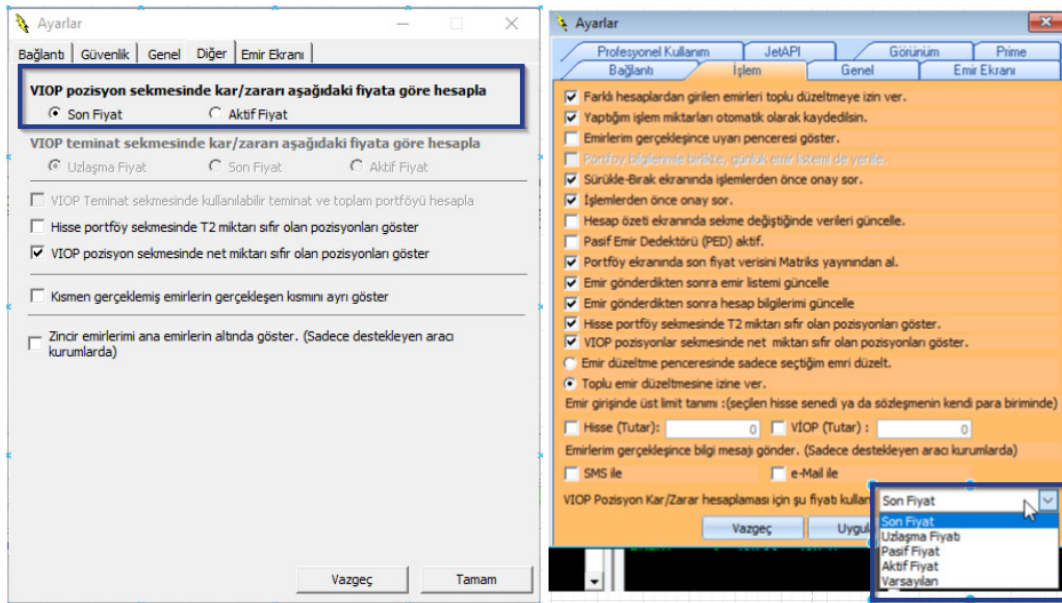 Ayarlar
Bağlantı Güvenlik Genel Diğer Emir Ekranı
VIOP pozisyon sekmesinde kar/zararı aşağıdaki fiyata göre hesapla
Son Fiyat Aktif Fiyat
VIOP teminat sekmesinde kar/zararı aşağıdaki fiyata göre hesapla
Uzlaşma Fiyat Son Fiyat Aktif Fiyat
VIOP Teminat sekmesinde kullanılabilir teminat ve toplam portföyü hesapla
Hisse portföy sekmesinde T2 miktarı sıfır olan pozisyonları göster
VIOP pozisyon sekmesinde net miktarı sıfır olan pozisyonları göster
Kısmen gerçeklemiş emirlerin gerçekleşen kısmını ayrı göster
Zincir emirlerimi ana emirlerin altında göster. (Sadece destekleyen aracı
kurumlarda)
Vazgeç Tamam
Ayarlar
Profesyonel Kullanım JetAPI Görünüm Prime
Bağlantı İşlem Genel Emir Ekranı
Farklı hesaplardan girilen emirleri toplu düzeltmeye izin ver.
Yaptığım işlem miktarları otomatik olarak kaydedilsin.
Emirlerim gerçekleşince uyarı penceresi göster.
Portföy bilgilerimle birlikte, günlük emir listemi de yenile.
Sürükle-Bırak ekranında işlemlerden önce onay sor.
İşlemlerden önce onay sor.
Hesap özeti ekranında sekme değiştiğinde verileri güncelle.
Pasif Emir Dedektörü (PED) aktif.
Portföy ekranında son fiyat verisini Matriks yayınından al.
Emir gönderdikten sonra emir listemi güncelle
Emir gönderdikten sonra hesap bilgilerimi güncelle
Hisse portföy sekmesinde T2 miktarı sıfır olan pozisyonları göster.
VIOP pozisyonlar sekmesinde net miktarı sıfır olan pozisyonları göster.
Emir düzeltme penceresinde sadece seçtiğim emri düzelt.
Toplu emir düzeltmesine izine ver.
Emir girişinde üst limit tanımı :(seçilen hisse senedi ya da sözleşmenin kendi para biriminde)
Hisse (Tutar): 0 VİOP (Tutar) : 0
Emirlerim gerçekleşince bilgi mesajı gönder. (Sadece destekleyen aracı kurumlarda)
SMS ile e-Mail ile
VIOP Pozisyon Kar/Zarar hesaplaması için şu fiyatı kullan Son Fiyat
Son Fiyat
Uzlaşma Fiyatı
Pasif Fiyat
Aktif Fiyat
Varsayılan
Vazgeç Uygul